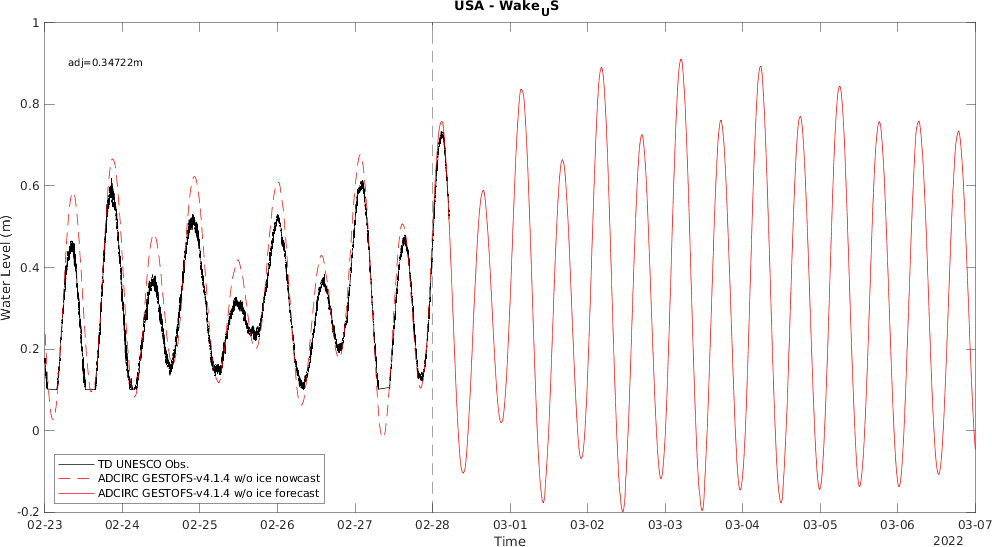 USA - Wake_US
adj=0.34722m
Water Level (m)
1
0.8
0.6
0.4
0.2
0
-0.2
TD UNESCO Obs.
ADCIRC GESTOFS-v4.1.4 w/o ice nowcast
ADCIRC GESTOFS-v4.1.4 w/o ice forecast
02-23 02-24 02-25 02-26 02-27 02-28 03-01 03-02 03-03 03-04 03-05 03-06 03-07
Time
2022